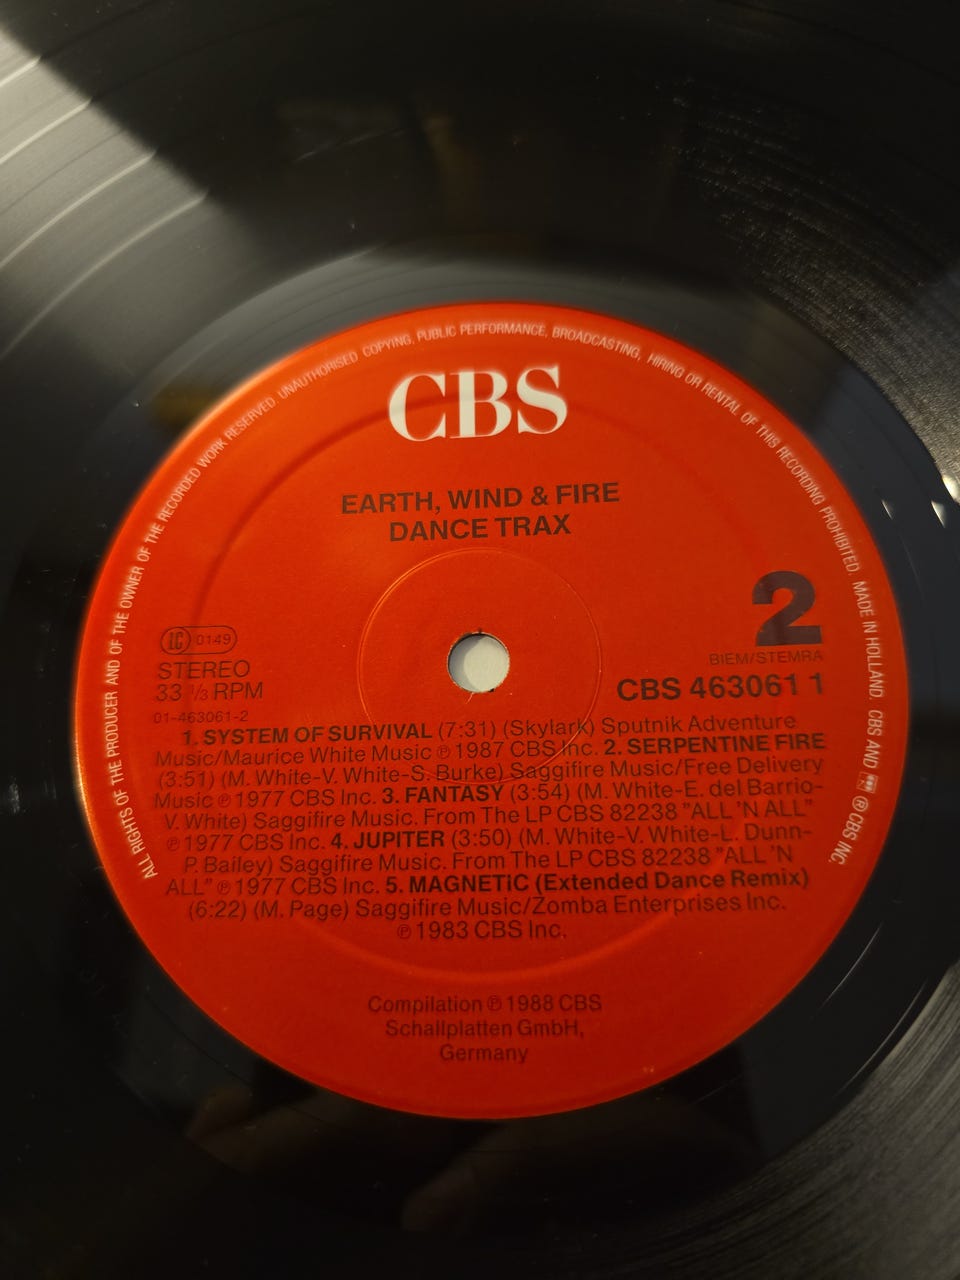 ALL RIGHTS OF THE PRODUCER AND OF THE OWNER OF THE RECORDED WORK RESERVED. UNAUTHORISED COPYING, PUBLIC PERFORMANCE, BROADCASTING, HIRING OR RENTAL OF THIS RECORDING PROHIBITED. MADE IN HOLLAND. CBS AND ® CBS INC.
CBS
EARTH, WIND & FIRE
DANCE TRAX
2
BIEM/STEMRA
CBS 463061 1
LC 0149
STEREO
33 1/3 RPM
01-463061-2
1. SYSTEM OF SURVIVAL (7:31) (Skylark) Sputnik Adventure
Music/Maurice White Music ℗ 1987 CBS Inc. 2. SERPENTINE FIRE
(3:51) (M. White-V. White-S. Burke) Saggifire Music/Free Delivery
Music ℗ 1977 CBS Inc. 3. FANTASY (3:54) (M. White-E. del Barrio-
V. White) Saggifire Music. From The LP CBS 82238 "ALL 'N ALL"
℗ 1977 CBS Inc. 4. JUPITER (3:50) (M. White-V. White-L. Dunn-
P. Bailey) Saggifire Music. From The LP CBS 82238 "ALL 'N
ALL" ℗ 1977 CBS Inc. 5. MAGNETiC (Extended Dance Remix)
(6:22) (M. Page) Saggifire Music/Zomba Enterprises Inc.
℗ 1983 CBS Inc.
Compilation ℗ 1988 CBS
Schallplatten GmbH,
Germany